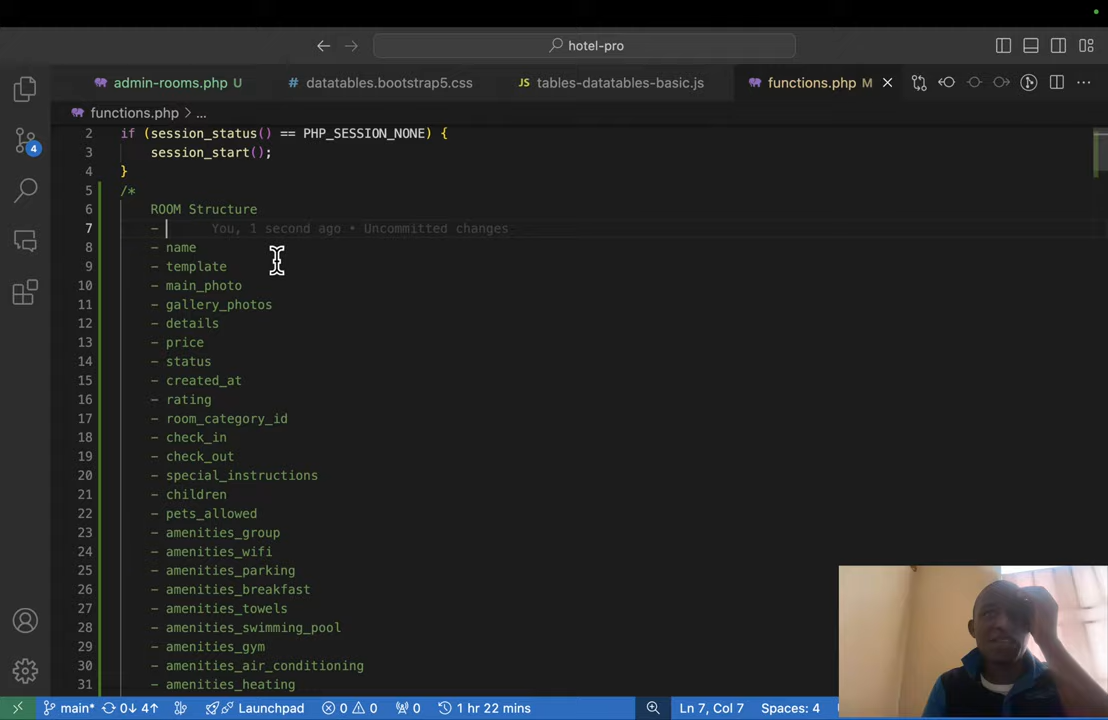 hotel-pro
admin-rooms.php U
datatables.bootstrap5.css
JS tables-datatables-basic.js
functions.php M
functions.php > ...
2 if (session_status() == PHP_SESSION_NONE) {
3 session_start();
4 }
5 /*
6 ROOM Structure
7 - You, 1 second ago • Uncommitted changes
8 - name
9 - template
10 - main_photo
11 - gallery_photos
12 - details
13 - price
14 - status
15 - created_at
16 - rating
17 - room_category_id
18 - check_in
19 - check_out
20 - special_instructions
21 - children
22 - pets_allowed
23 - amenities_group
24 - amenities_wifi
25 - amenities_parking
26 - amenities_breakfast
27 - amenities_towels
28 - amenities_swimming_pool
29 - amenities_gym
30 - amenities_air_conditioning
31 - amenities_heating
4
main* 0↓ 4↑ Launchpad 0 0 0 1 hr 22 mins Ln 7, Col 7 Spaces: 4